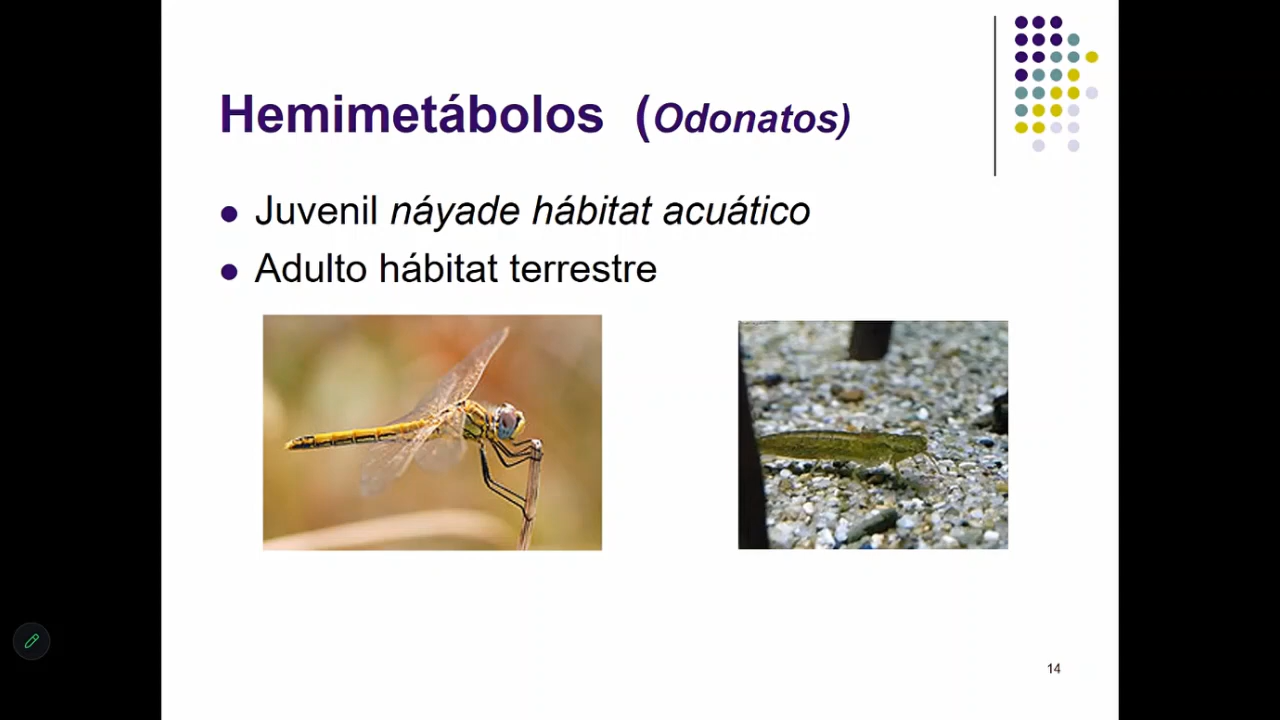 Hemimetábolos (Odonatos)
Juvenil náyade hábitat acuático
Adulto hábitat terrestre
14